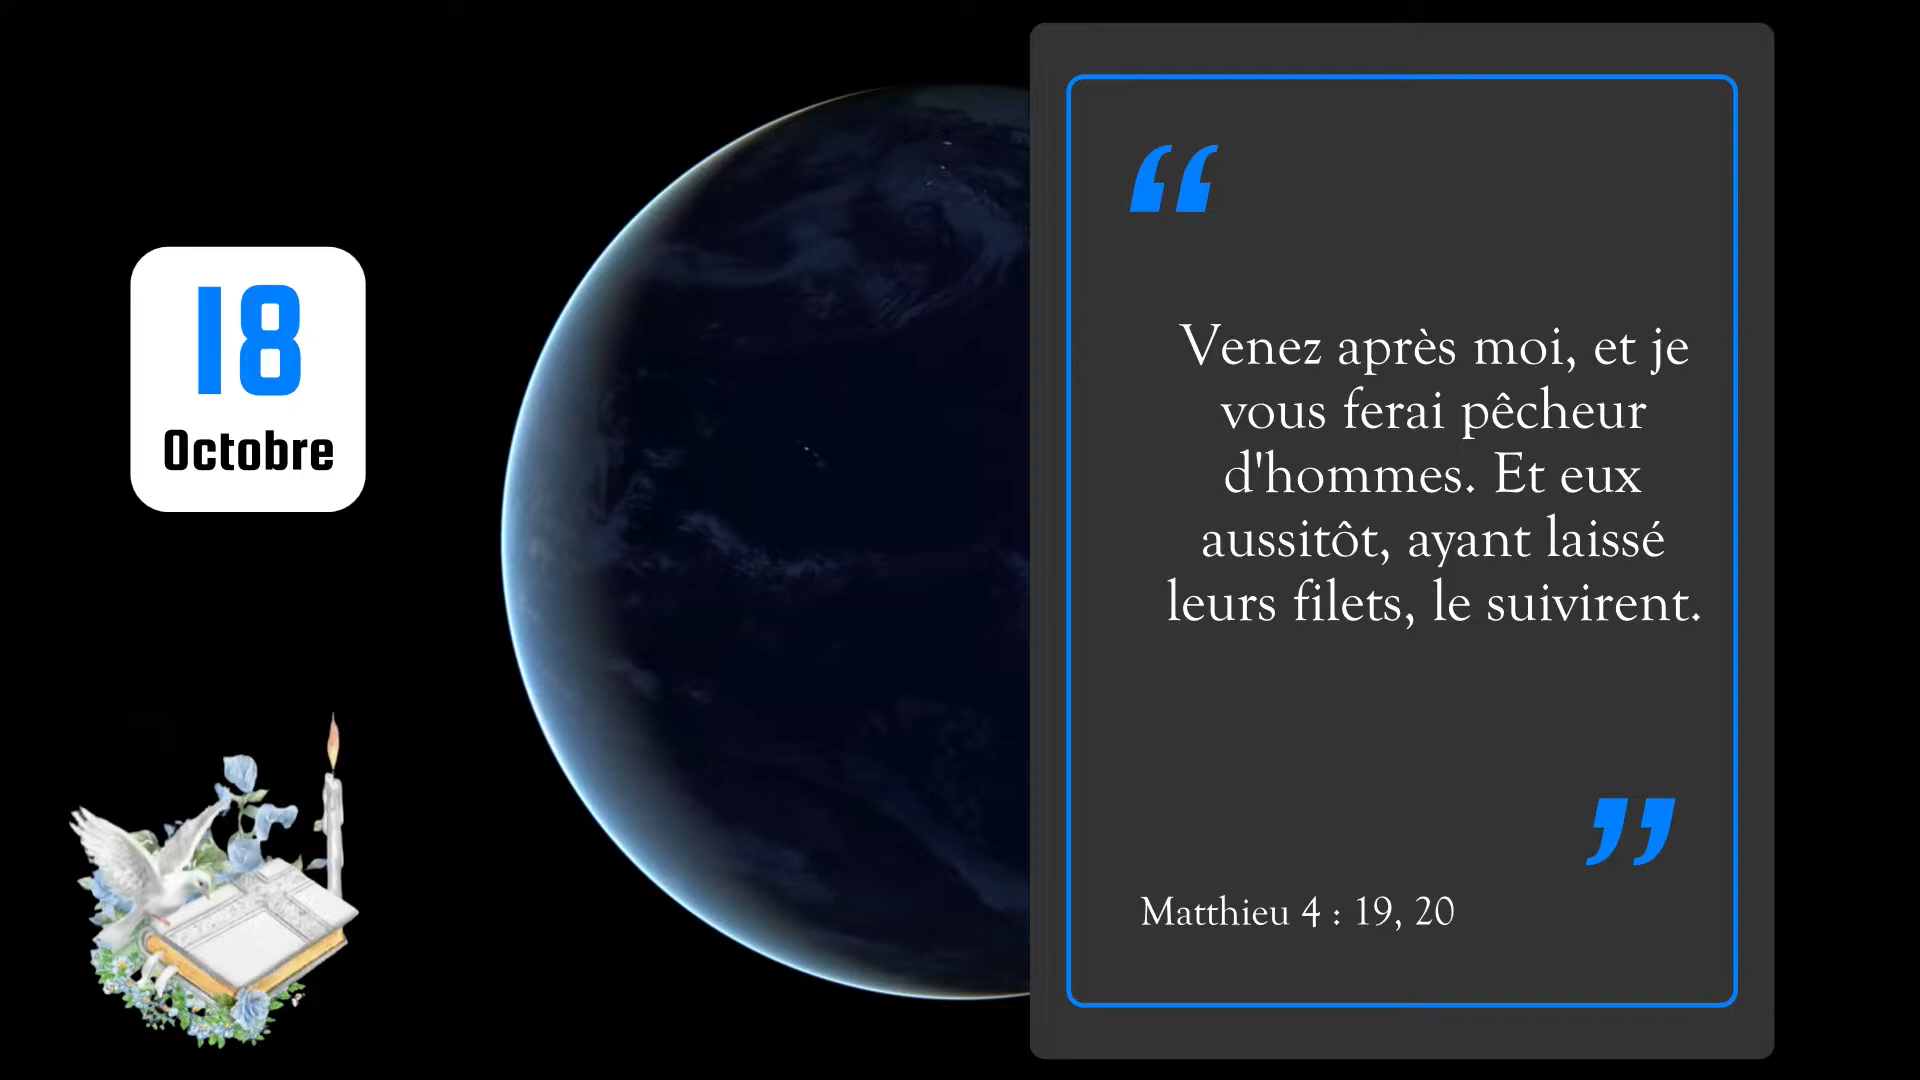 18
Octobre
“
Venez après moi, et je
vous ferai pêcheur
d'hommes. Et eux
aussitôt, ayant laissé
leurs filets, le suivirent.
”
Matthieu 4 : 19, 20